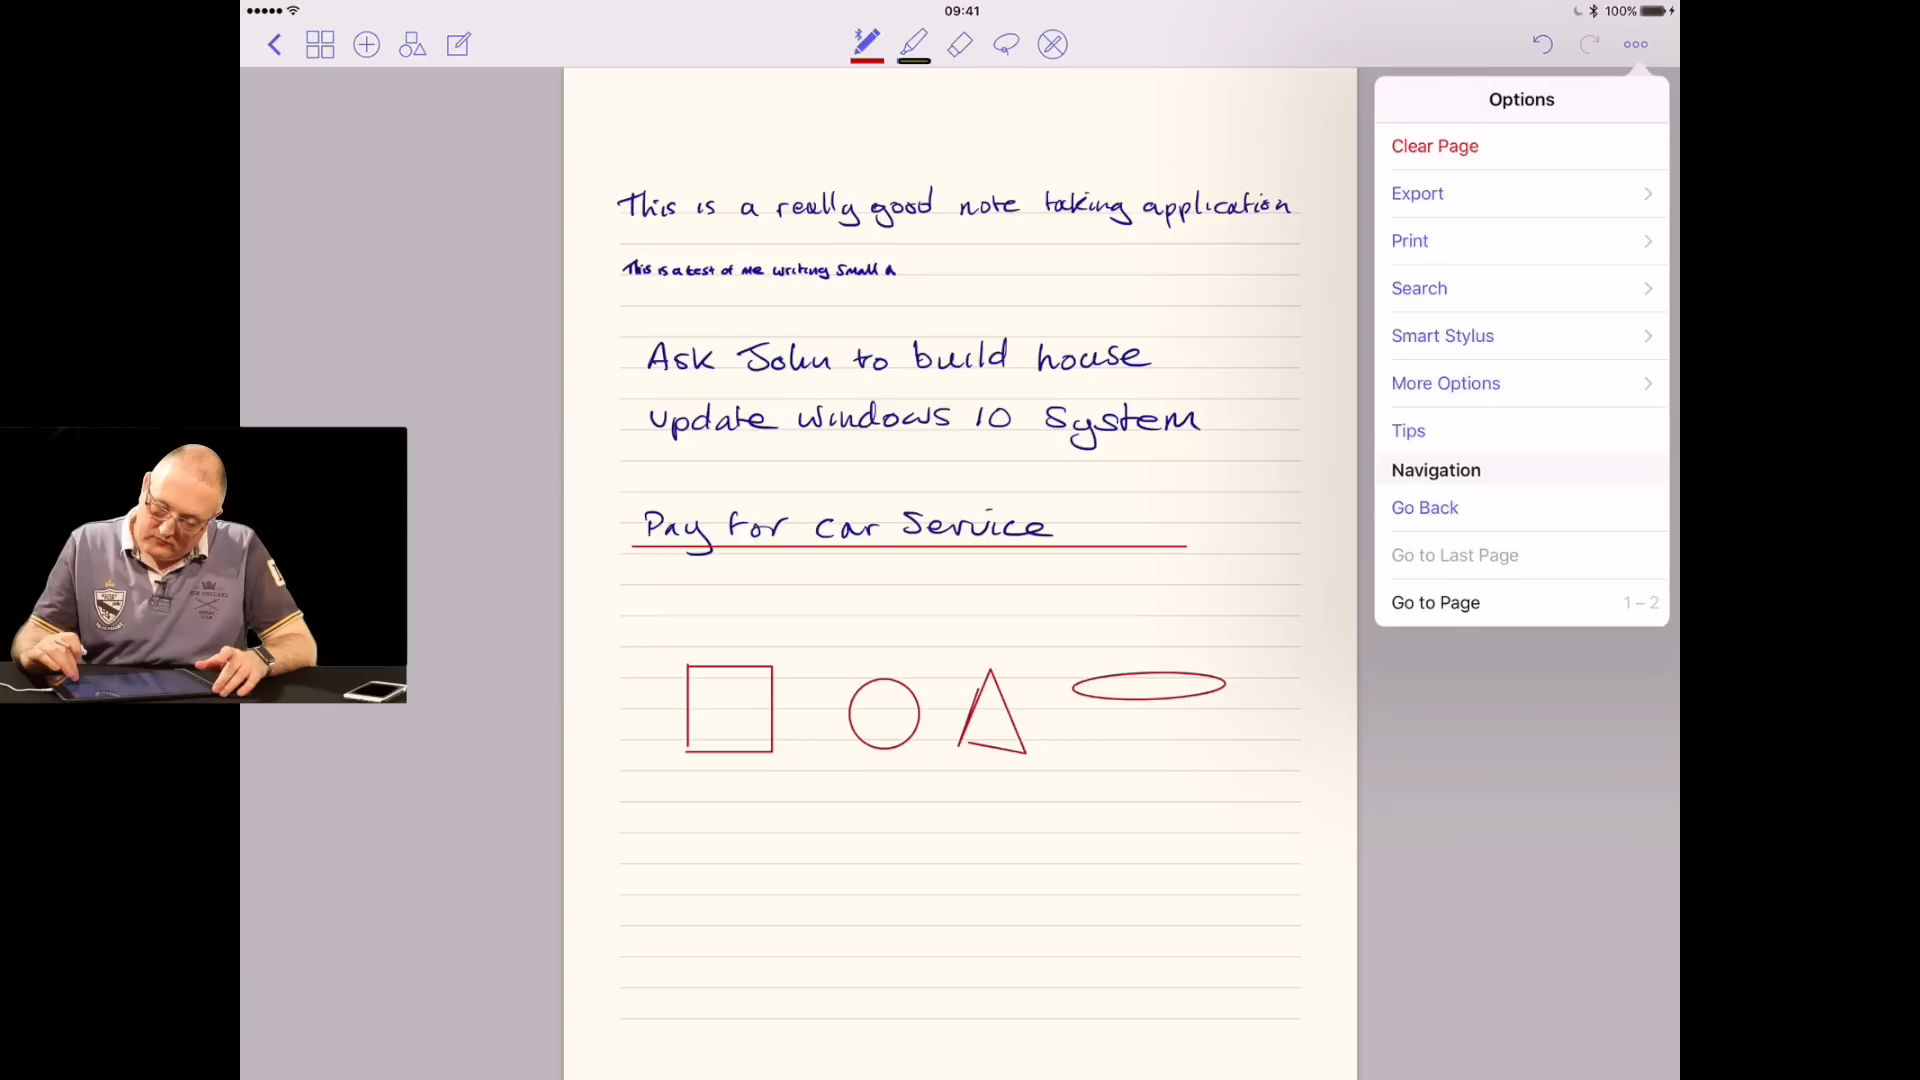 09:41
100%
Options
Clear Page
Export
Print
Search
Smart Stylus
More Options
Tips
Navigation
Go Back
Go to Last Page
Go to Page 1 – 2
This is a really good note taking application
This is a test of me writing small A
Ask John to build house
update windows 10 System
Pay for car Service